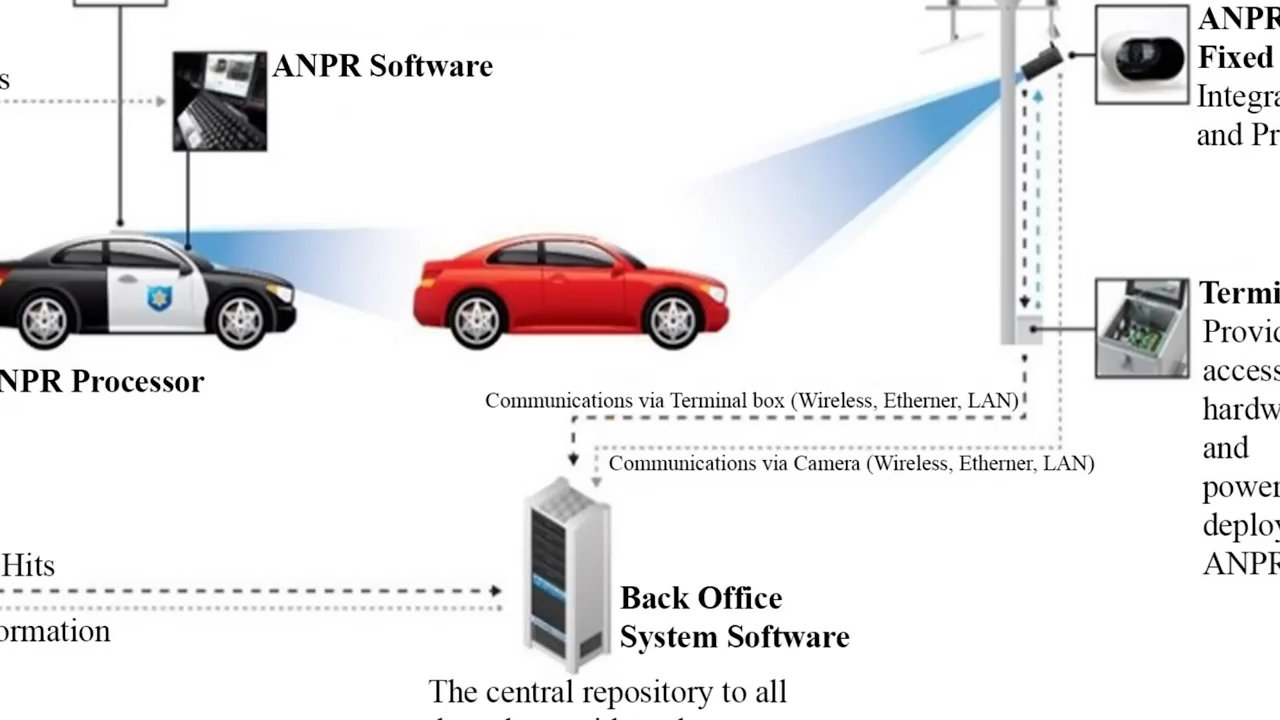 s
ANPR Software
ANPR
Fixed
Integra
and Pr
NPR Processor
Termi
Provid
access
hardw
and
power
deploy
ANPR
Communications via Terminal box (Wireless, Etherner, LAN)
Communications via Camera (Wireless, Etherner, LAN)
Hits
ormation
Back Office
System Software
The central repository to all